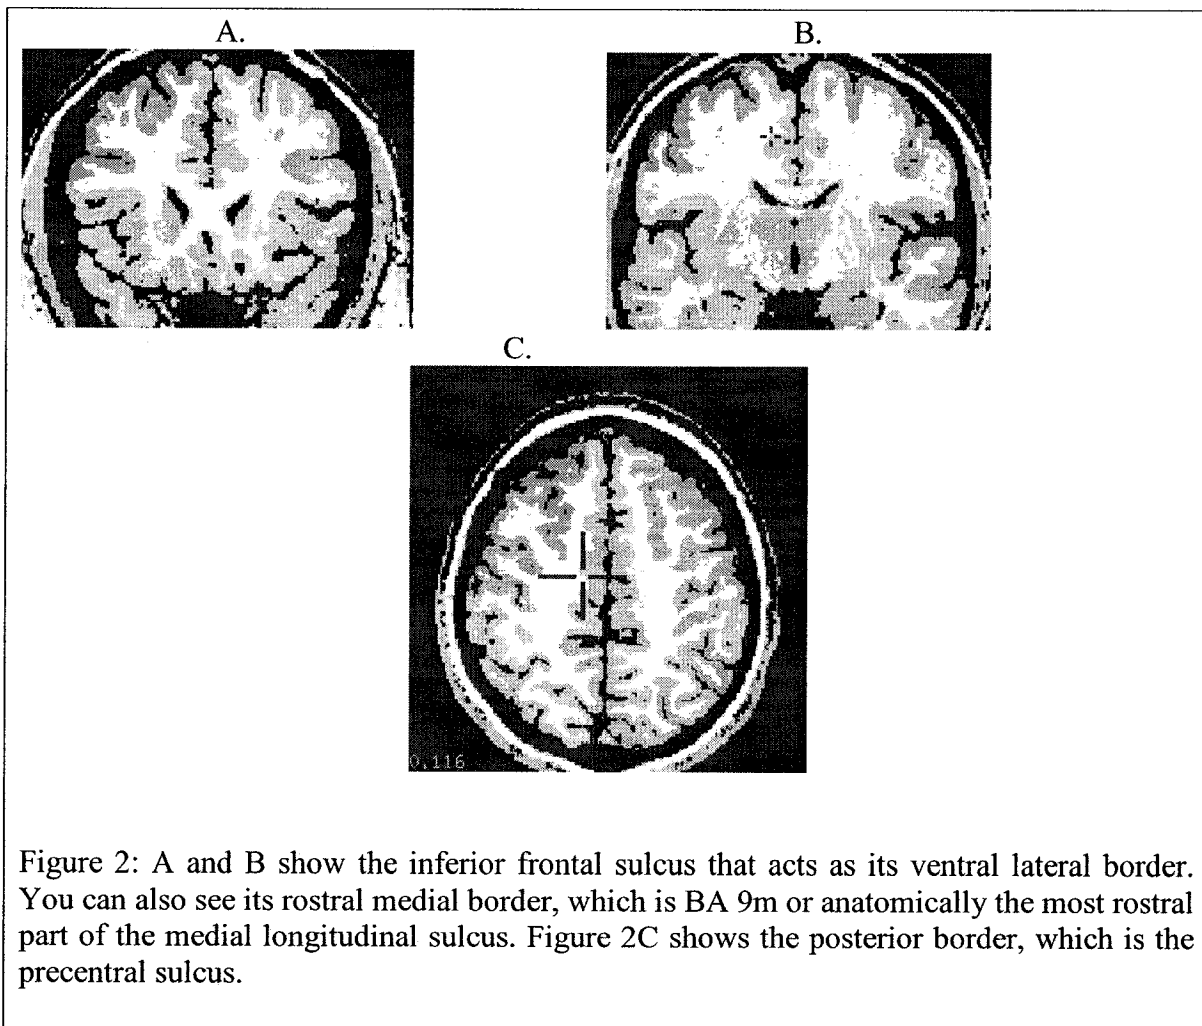 A.
B.
C.
0.116
Figure 2: A and B show the inferior frontal sulcus that acts as its ventral lateral border.
You can also see its rostral medial border, which is BA 9m or anatomically the most rostral
part of the medial longitudinal sulcus. Figure 2C shows the posterior border, which is the
precentral sulcus.